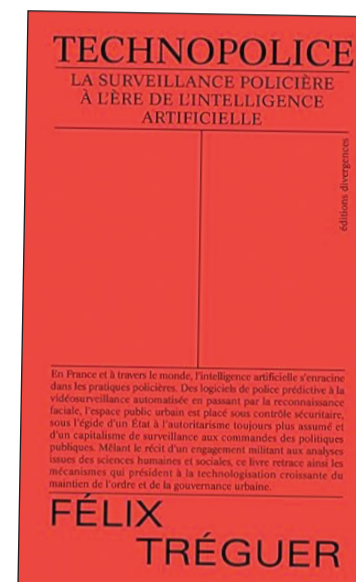 TECHNOPOLICE
LA SURVEILLANCE POLICIÈRE
À L'ÈRE DE L'INTELLIGENCE
ARTIFICIELLE
éditions divergences
En France et à travers le monde, l'intelligence artificielle s'enracine
dans les pratiques policières. Des logiciels de police prédictive à la
vidéosurveillance automatisée en passant par la reconnaissance
faciale, l'espace public urbain est placé sous contrôle sécuritaire,
sous l'égide d'un État à l'autoritarisme toujours plus assumé et
d'un capitalisme de surveillance aux commandes des politiques
publiques. Mêlant le récit d'un engagement militant aux analyses
issues des sciences humaines et sociales, ce livre retrace ainsi les
mécanismes qui président à la technologisation croissante du
maintien de l'ordre et de la gouvernance urbaine.
FÉLIX
TRÉGUER